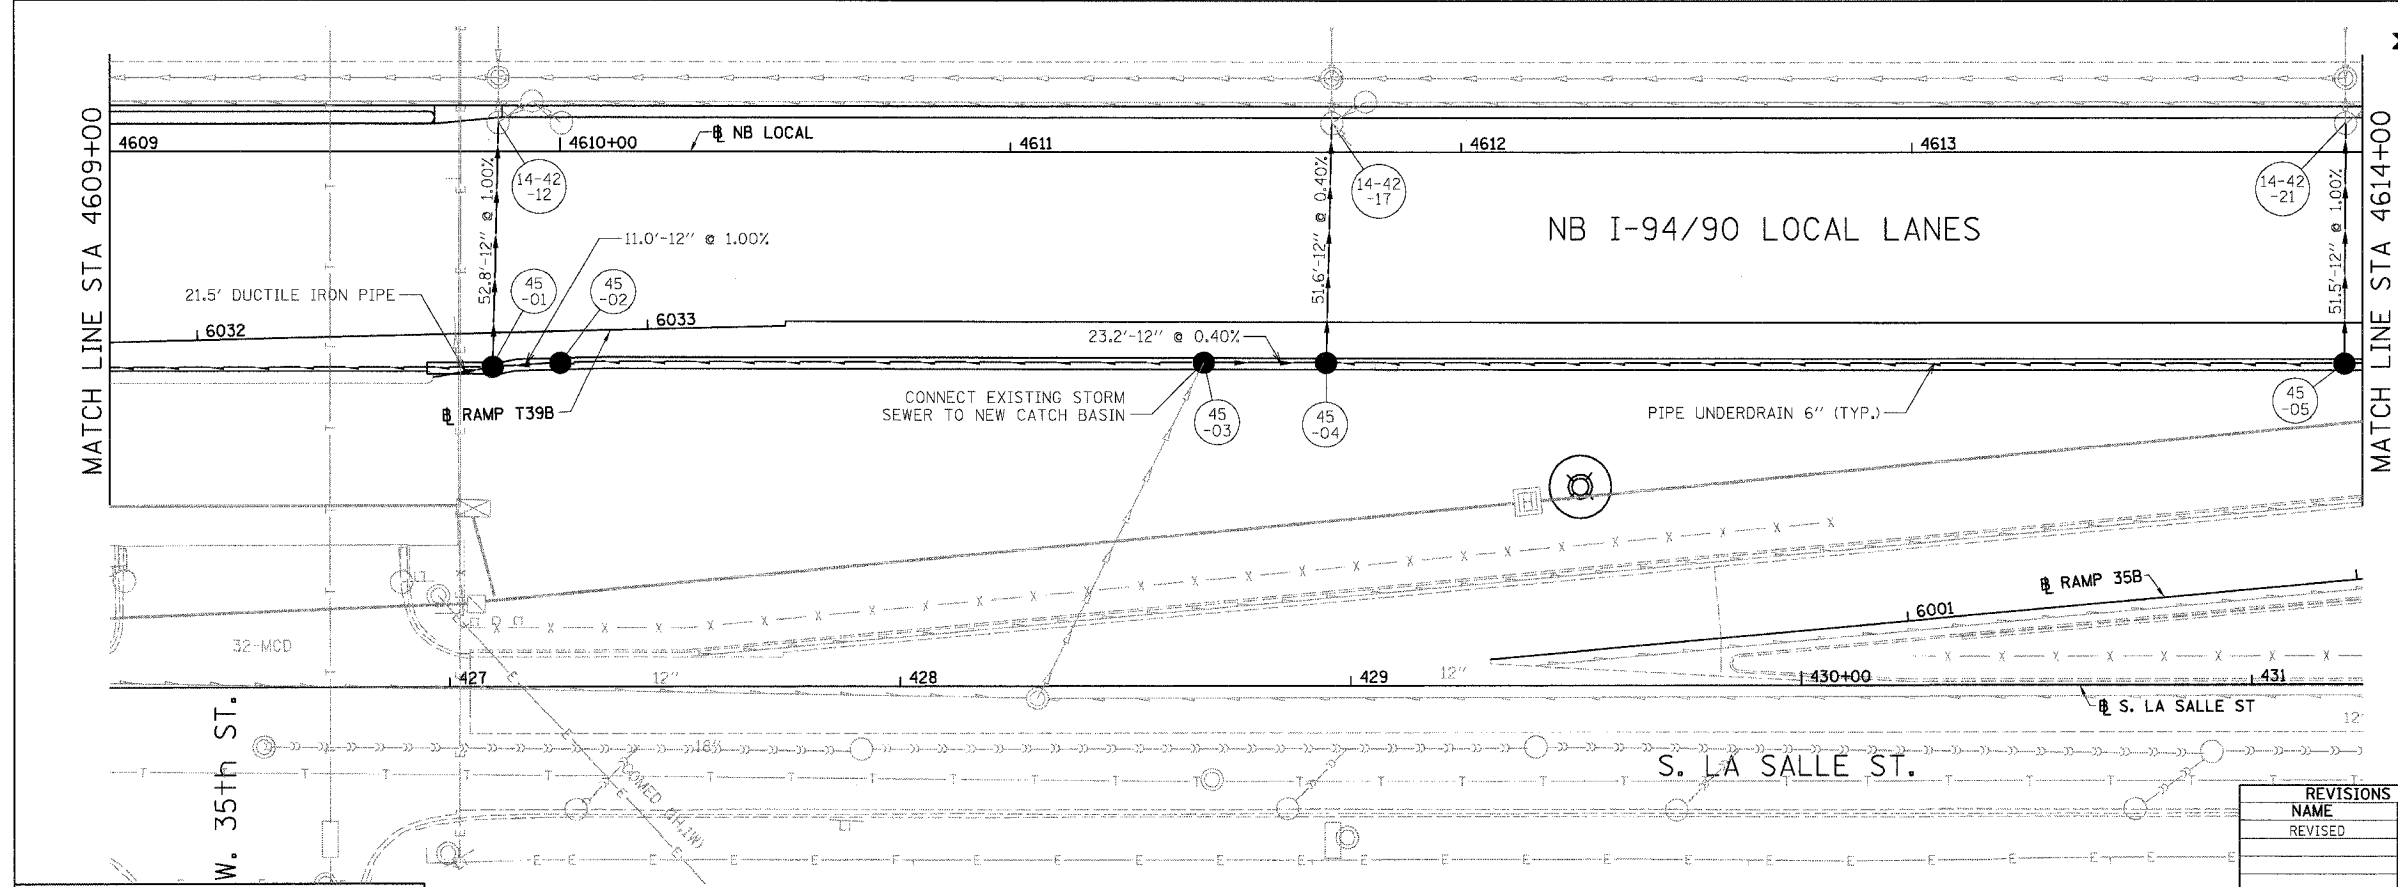 MATCH LINE STA 4609+00
4609
4610+00
℄ NB LOCAL
4611
4612
4613
MATCH LINE STA 4614+00
14-42
-12
14-42
-17
14-42
-21
52.8'-12" @ 1.00%
51.6'-12" @ 0.40%
51.5'-12" @ 1.00%
NB I-94/90 LOCAL LANES
11.0'-12" @ 1.00%
21.5' DUCTILE IRON PIPE
45
-01
45
-02
6032
6033
23.2'-12" @ 0.40%
℄ RAMP T39B
CONNECT EXISTING STORM
SEWER TO NEW CATCH BASIN
45
-03
45
-04
PIPE UNDERDRAIN 6" (TYP.)
45
-05
℄ RAMP 35B
6001
32-MCD
427
12"
428
429
12"
430+00
431
℄ S. LA SALLE ST
12"
W. 35th ST.
18"
S. LA SALLE ST.
REVISIONS
NAME
REVISED